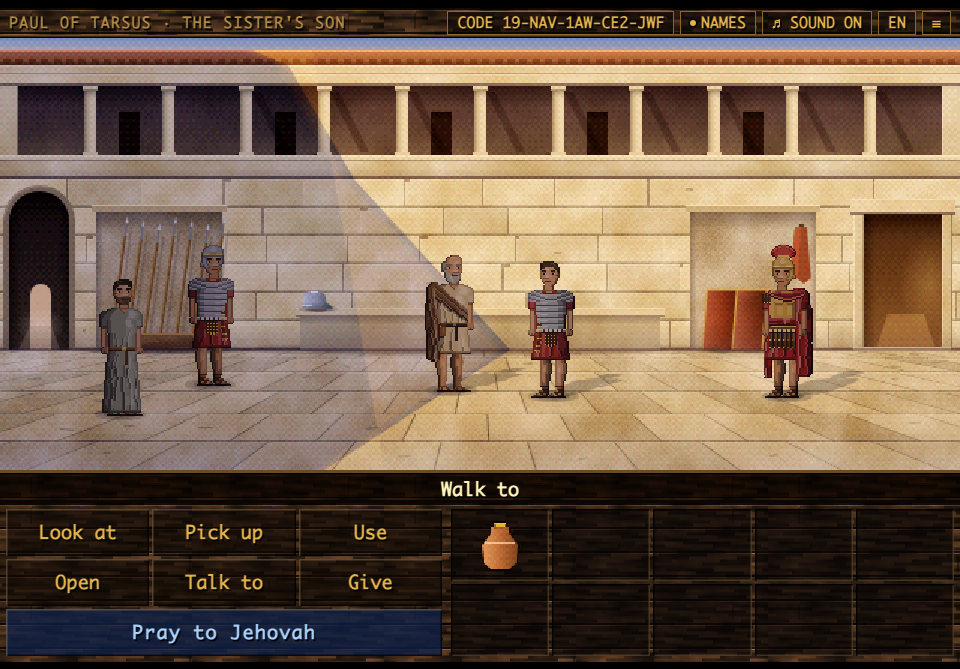 PAUL OF TARSUS · THE SISTER'S SON
CODE 19-NAV-1AW-CE2-JWF
• NAMES
♬ SOUND ON
EN
≡
Walk to
Look at
Pick up
Use
Open
Talk to
Give
Pray to Jehovah